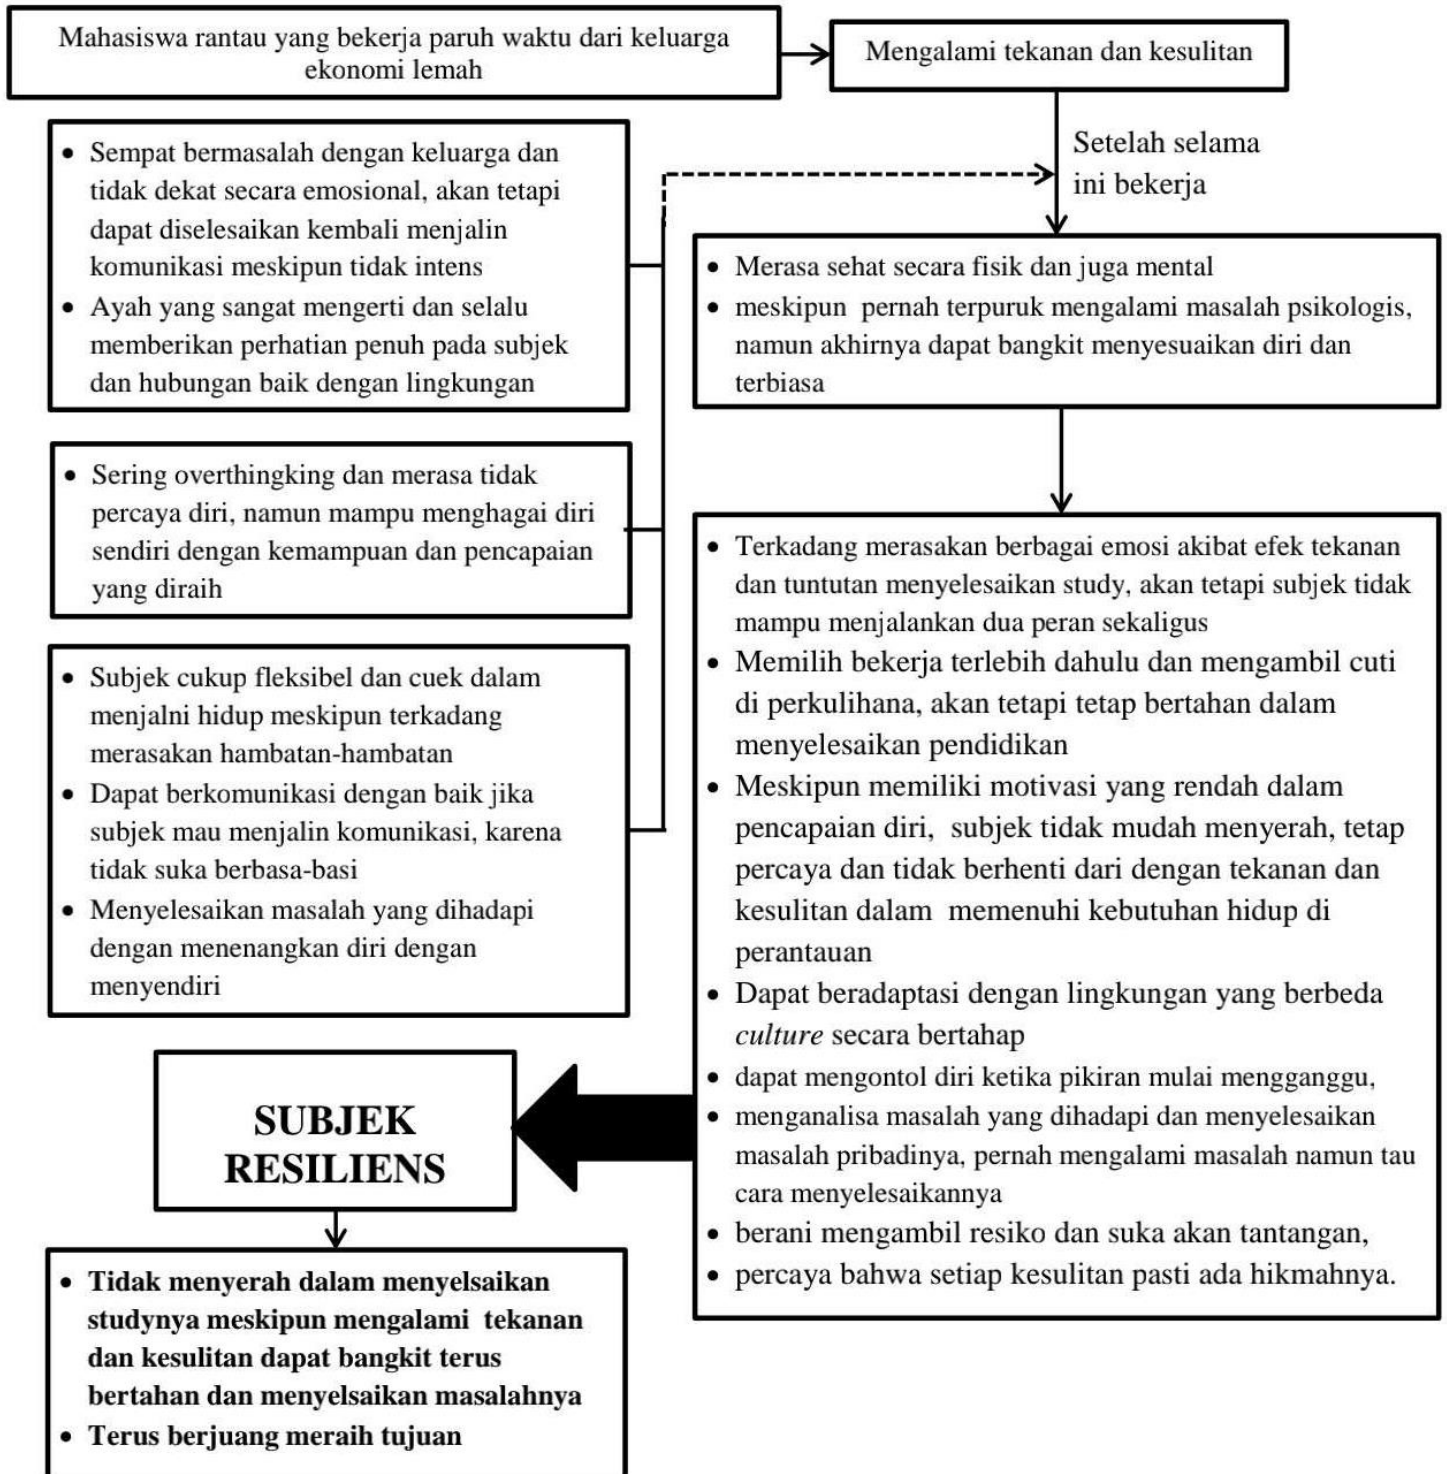 Mahasiswa rantau yang bekerja paruh waktu dari keluarga
ekonomi lemah
Mengalami tekanan dan kesulitan
Setelah selama
ini bekerja
• Sempat bermasalah dengan keluarga dan
tidak dekat secara emosional, akan tetapi
dapat diselesaikan kembali menjalin
komunikasi meskipun tidak intens
• Ayah yang sangat mengerti dan selalu
memberikan perhatian penuh pada subjek
dan hubungan baik dengan lingkungan
• Merasa sehat secara fisik dan juga mental
• meskipun pernah terpuruk mengalami masalah psikologis,
namun akhirnya dapat bangkit menyesuaikan diri dan
terbiasa
• Sering overthingking dan merasa tidak
percaya diri, namun mampu menghagai diri
sendiri dengan kemampuan dan pencapaian
yang diraih
• Subjek cukup fleksibel dan cuek dalam
menjalni hidup meskipun terkadang
merasakan hambatan-hambatan
• Dapat berkomunikasi dengan baik jika
subjek mau menjalin komunikasi, karena
tidak suka berbasa-basi
• Menyelesaikan masalah yang dihadapi
dengan menenangkan diri dengan
menyendiri
• Terkadang merasakan berbagai emosi akibat efek tekanan
dan tuntutan menyelesaikan study, akan tetapi subjek tidak
mampu menjalankan dua peran sekaligus
• Memilih bekerja terlebih dahulu dan mengambil cuti
di perkulihana, akan tetapi tetap bertahan dalam
menyelesaikan pendidikan
• Meskipun memiliki motivasi yang rendah dalam
pencapaian diri, subjek tidak mudah menyerah, tetap
percaya dan tidak berhenti dari dengan tekanan dan
kesulitan dalam memenuhi kebutuhan hidup di
perantauan
• Dapat beradaptasi dengan lingkungan yang berbeda
culture secara bertahap
• dapat mengontol diri ketika pikiran mulai mengganggu,
• menganalisa masalah yang dihadapi dan menyelesaikan
masalah pribadinya, pernah mengalami masalah namun tau
cara menyelesaikannya
• berani mengambil resiko dan suka akan tantangan,
• percaya bahwa setiap kesulitan pasti ada hikmahnya.
SUBJEK
RESILIENS
• Tidak menyerah dalam menyelsaikan
studynya meskipun mengalami tekanan
dan kesulitan dapat bangkit terus
bertahan dan menyelsaikan masalahnya
• Terus berjuang meraih tujuan